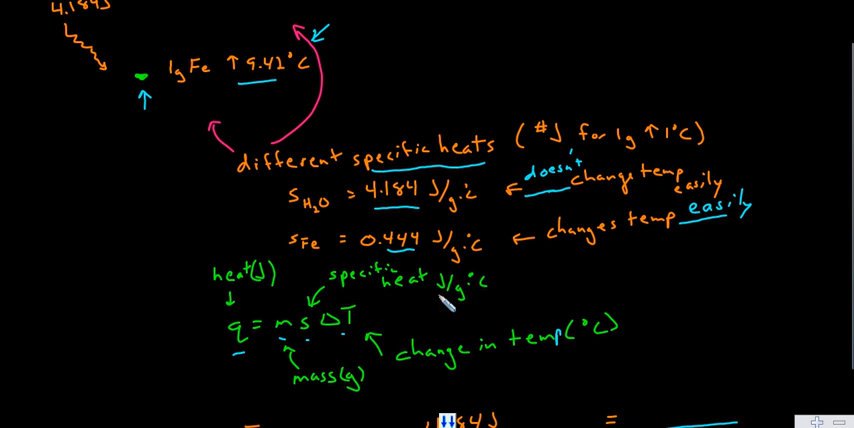 4.184J
1g Fe ↑ 9.42°C
different specific heats (#J for 1g ↑ 1°C)
s H₂O = 4.184 J/g·°C ← doesn't change temp easily
s Fe = 0.444 J/g·°C ← changes temp easily
heat(J) specific heat J/g·°C
q = m s ΔT
change in temp(°C)
mass(g)
= =